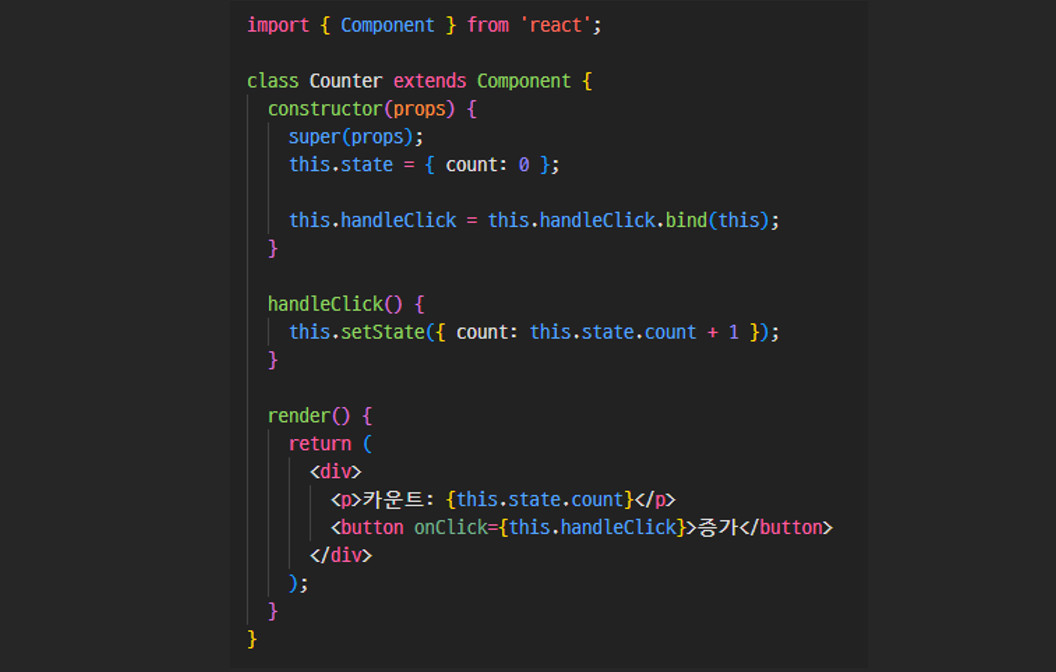 import { Component } from 'react';
class Counter extends Component {
constructor(props) {
super(props);
this.state = { count: 0 };
this.handleClick = this.handleClick.bind(this);
}
handleClick() {
this.setState({ count: this.state.count + 1 });
}
render() {
return (
<div>
<p>카운트: {this.state.count}</p>
<button onClick={this.handleClick}>증가</button>
</div>
);
}
}